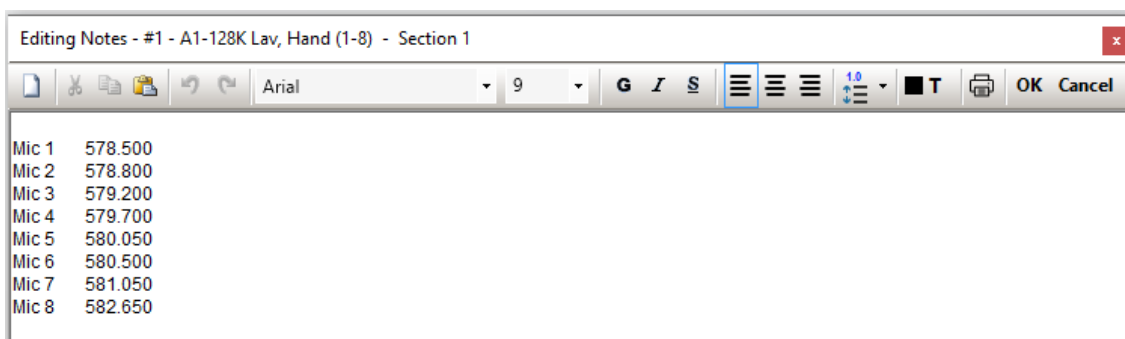 Editing Notes - #1 - A1-128K Lav, Hand (1-8) - Section 1 x
Arial 9 G I S 1.0 T OK Cancel
Mic 1 578.500
Mic 2 578.800
Mic 3 579.200
Mic 4 579.700
Mic 5 580.050
Mic 6 580.500
Mic 7 581.050
Mic 8 582.650